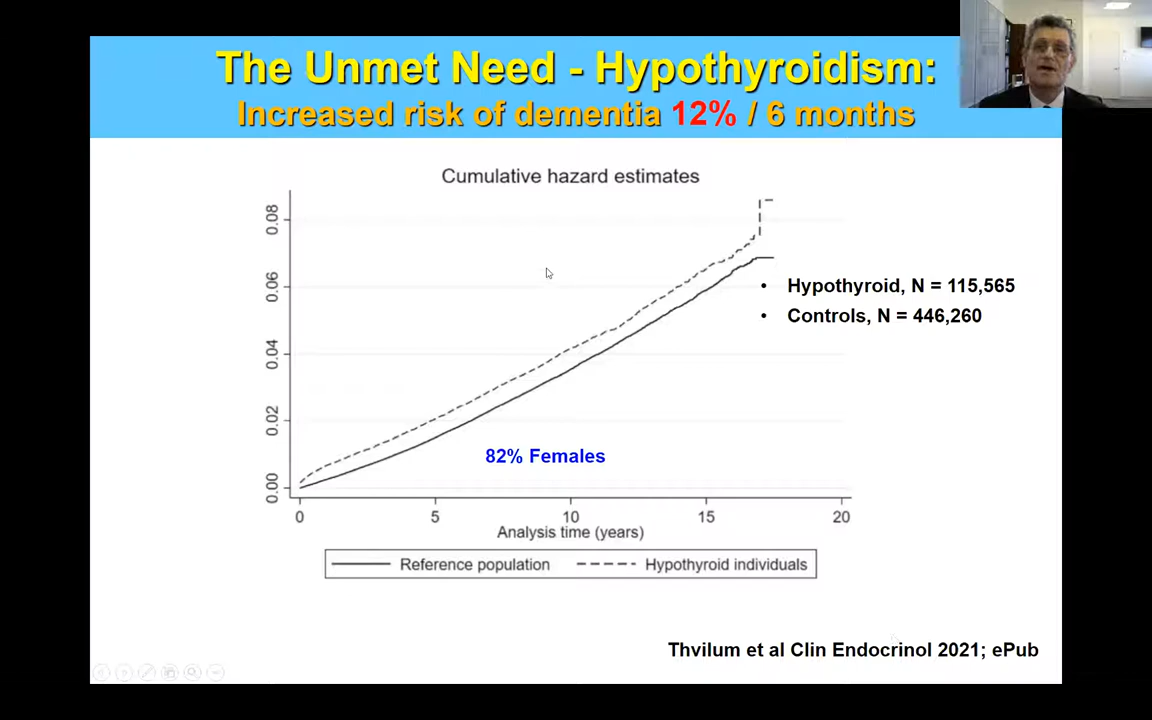 The Unmet Need - Hypothyroidism:
Increased risk of dementia 12% / 6 months
Cumulative hazard estimates
0.08
0.06
0.04
0.02
0.00
• Hypothyroid, N = 115,565
• Controls, N = 446,260
82% Females
0 5 10 15 20
Analysis time (years)
Reference population Hypothyroid individuals
Thvilum et al Clin Endocrinol 2021; ePub